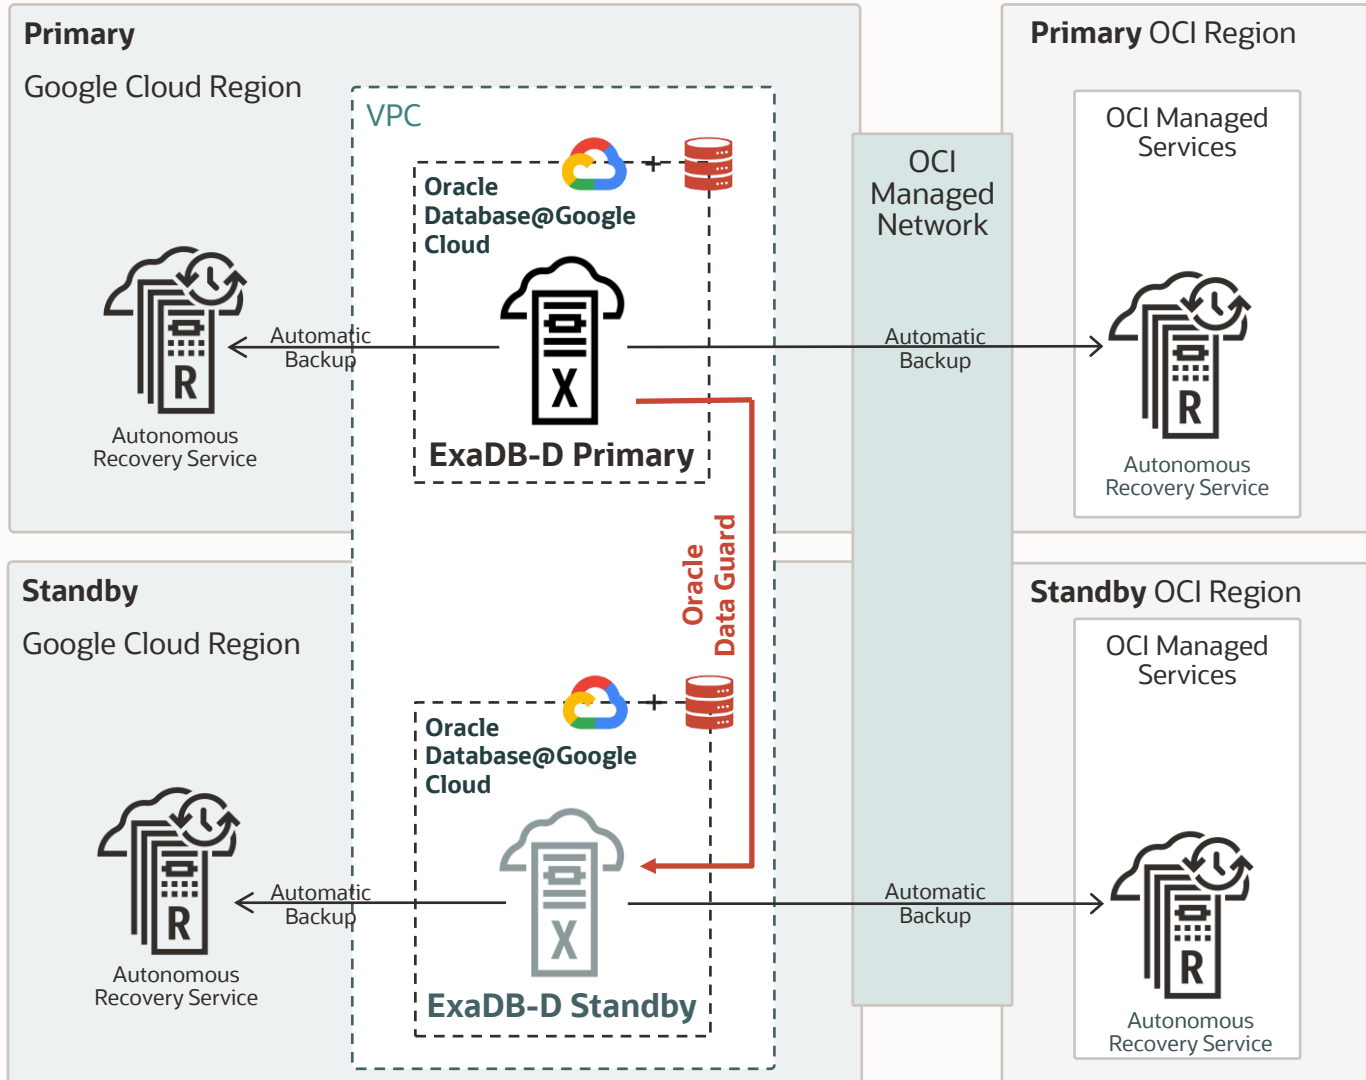 Primary
Google Cloud Region
VPC
Oracle
Database@Google
Cloud
+
Automatic
Backup
R
Autonomous
Recovery Service
X
ExaDB-D Primary
OCI
Managed
Network
Automatic
Backup
Primary OCI Region
OCI Managed
Services
R
Autonomous
Recovery Service
Oracle
Data Guard
Standby
Google Cloud Region
Oracle
Database@Google
Cloud
+
Automatic
Backup
R
Autonomous
Recovery Service
X
ExaDB-D Standby
Automatic
Backup
Standby OCI Region
OCI Managed
Services
R
Autonomous
Recovery Service